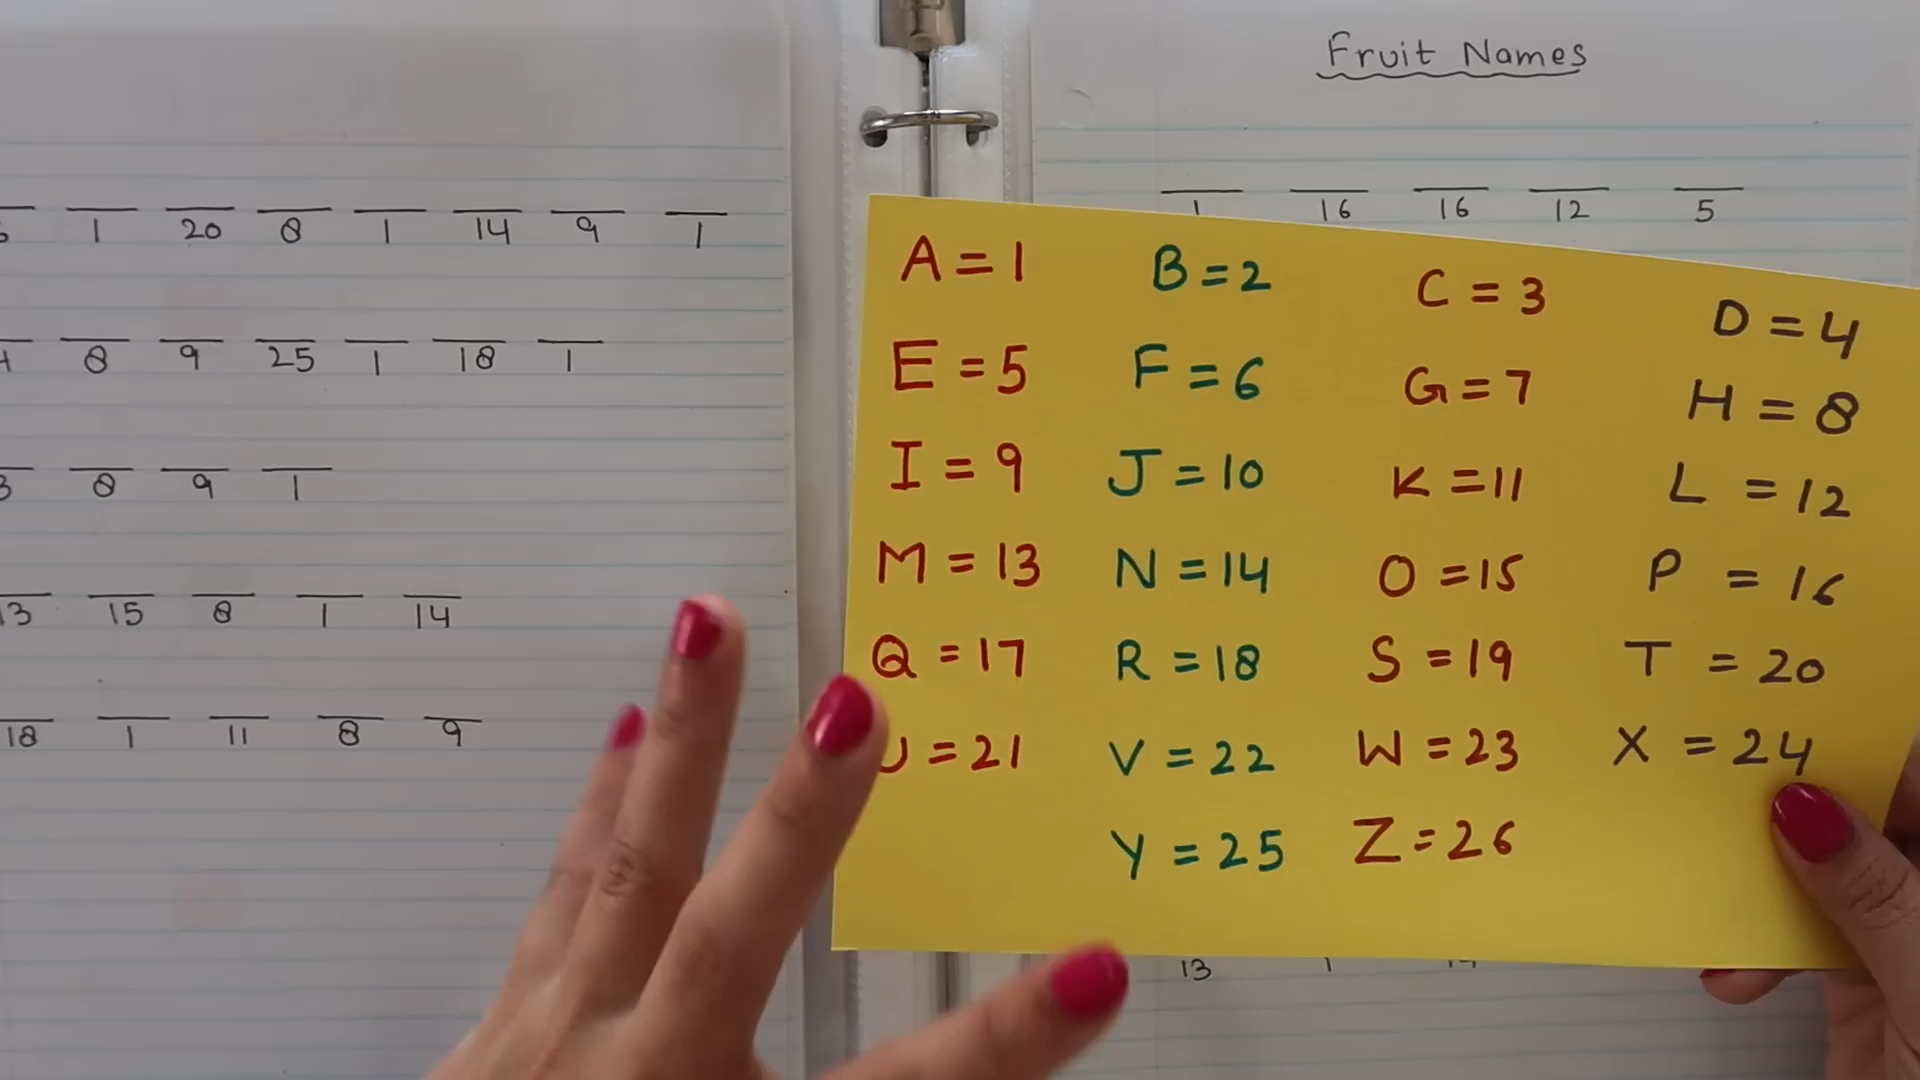 1 20 8 1 14 9 1
8 9 25 1 18 1
8 9 1
13 15 8 1 14
18 1 11 8 9
Fruit Names
1 16 16 12 5
A = 1 B = 2 C = 3 D = 4
E = 5 F = 6 G = 7 H = 8
I = 9 J = 10 K = 11 L = 12
M = 13 N = 14 O = 15 P = 16
Q = 17 R = 18 S = 19 T = 20
U = 21 V = 22 W = 23 X = 24
Y = 25 Z = 26
13 1